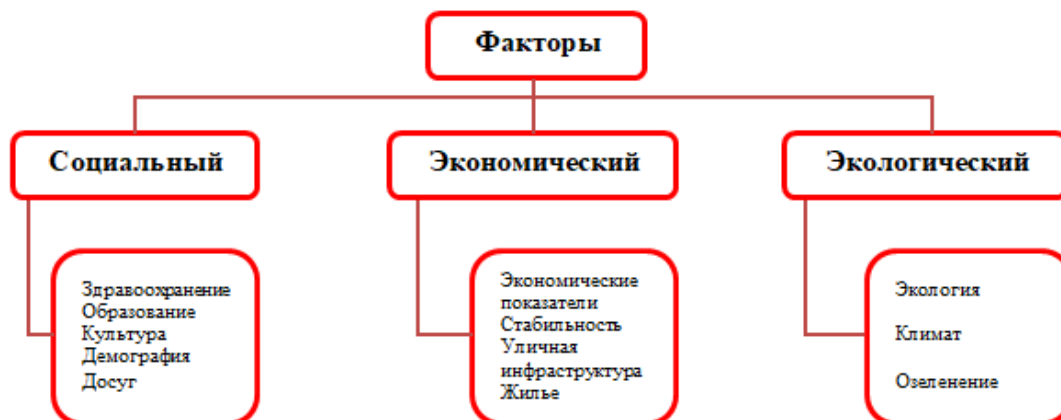 Факторы
Социальный
Экономический
Экологический
Здравоохранение
Образование
Культура
Демография
Досуг
Экономические
показатели
Стабильность
Уличная
инфраструктура
Жилье
Экология
Климат
Озеленение